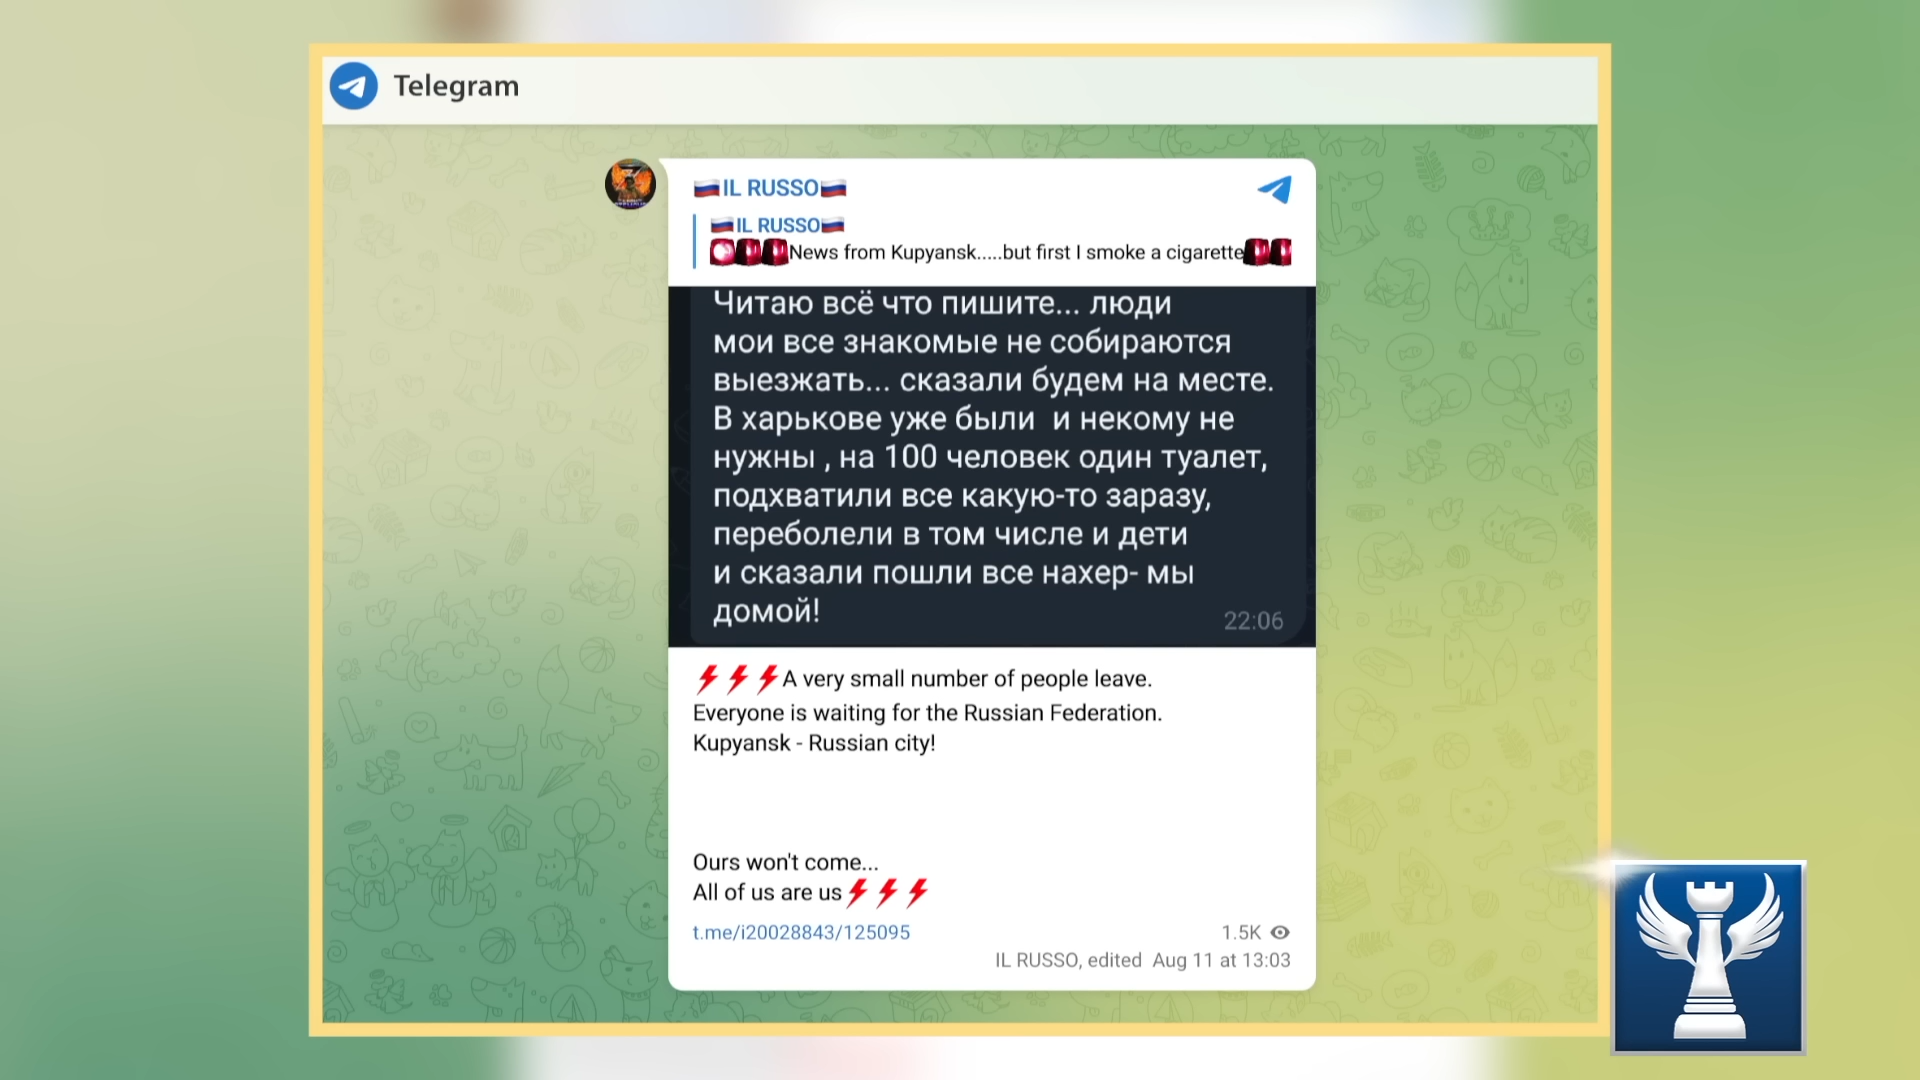 Telegram
🇷🇺IL RUSSO🇷🇺
🇷🇺IL RUSSO🇷🇺
🚨🚨🚨News from Kupyansk.....but first I smoke a cigarette🚨🚨
Читаю всё что пишите... люди
мои все знакомые не собираются
выезжать... сказали будем на месте.
В харькове уже были и некому не
нужны , на 100 человек один туалет,
подхватили все какую-то заразу,
переболели в том числе и дети
и сказали пошли все нахер- мы
домой!
22:06
⚡⚡⚡A very small number of people leave.
Everyone is waiting for the Russian Federation.
Kupyansk - Russian city!
Ours won't come...
All of us are us⚡⚡⚡
t.me/i20028843/125095
1.5K
IL RUSSO, edited Aug 11 at 13:03